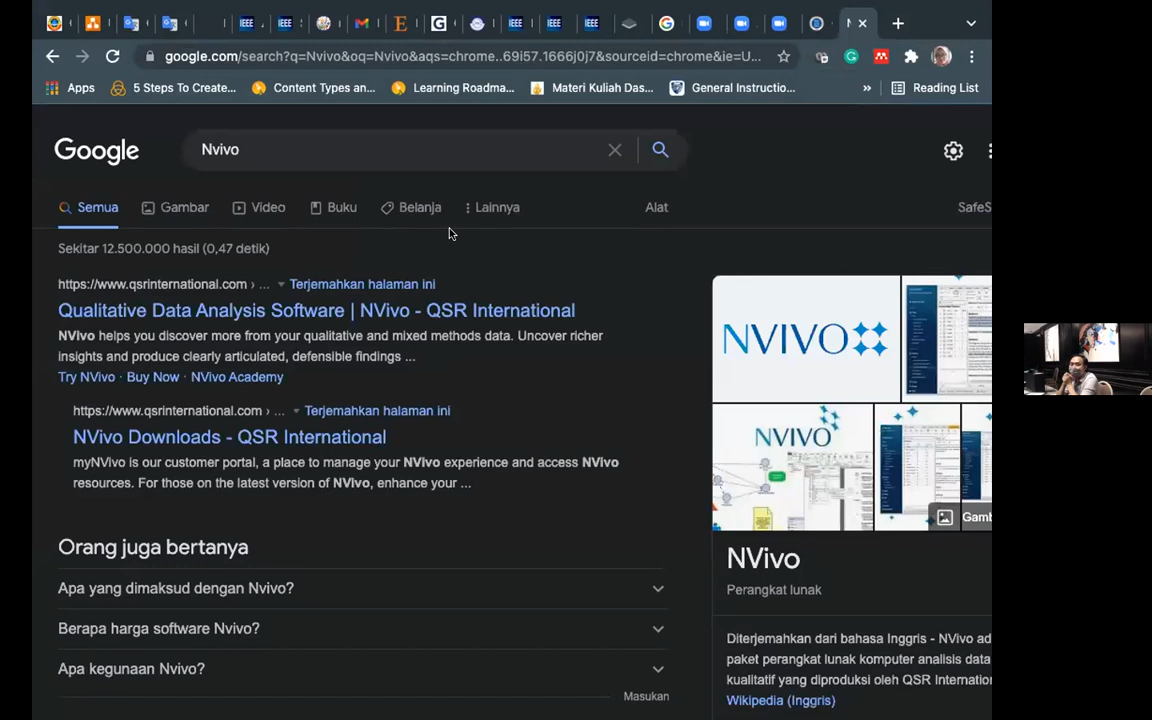 google.com/search?q=Nvivo&oq=Nvivo&aqs=chrome..69i57.1666j0j7&sourceid=chrome&ie=U...
Apps 5 Steps To Create... Content Types an... Learning Roadma... Materi Kuliah Das... General Instructio... » Reading List
Google Nvivo
Semua Gambar Video Buku Belanja Lainnya Alat SafeS
Sekitar 12.500.000 hasil (0,47 detik)
https://www.qsrinternational.com › ... Terjemahkan halaman ini
Qualitative Data Analysis Software | NVivo - QSR International
NVivo helps you discover more from your qualitative and mixed methods data. Uncover richer
insights and produce clearly articulated, defensible findings ...
Try NVivo · Buy Now · NVivo Academy
https://www.qsrinternational.com › ... Terjemahkan halaman ini
NVivo Downloads - QSR International
myNVivo is our customer portal, a place to manage your NVivo experience and access NVivo
resources. For those on the latest version of NVivo, enhance your ...
Orang juga bertanya
Apa yang dimaksud dengan Nvivo?
Berapa harga software Nvivo?
Apa kegunaan Nvivo?
Masukan
NVIVO
NVIVO
Gamb
NVivo
Perangkat lunak
Diterjemahkan dari bahasa Inggris - NVivo ad
paket perangkat lunak komputer analisis data
kualitatif yang diproduksi oleh QSR Internation
Wikipedia (Inggris)